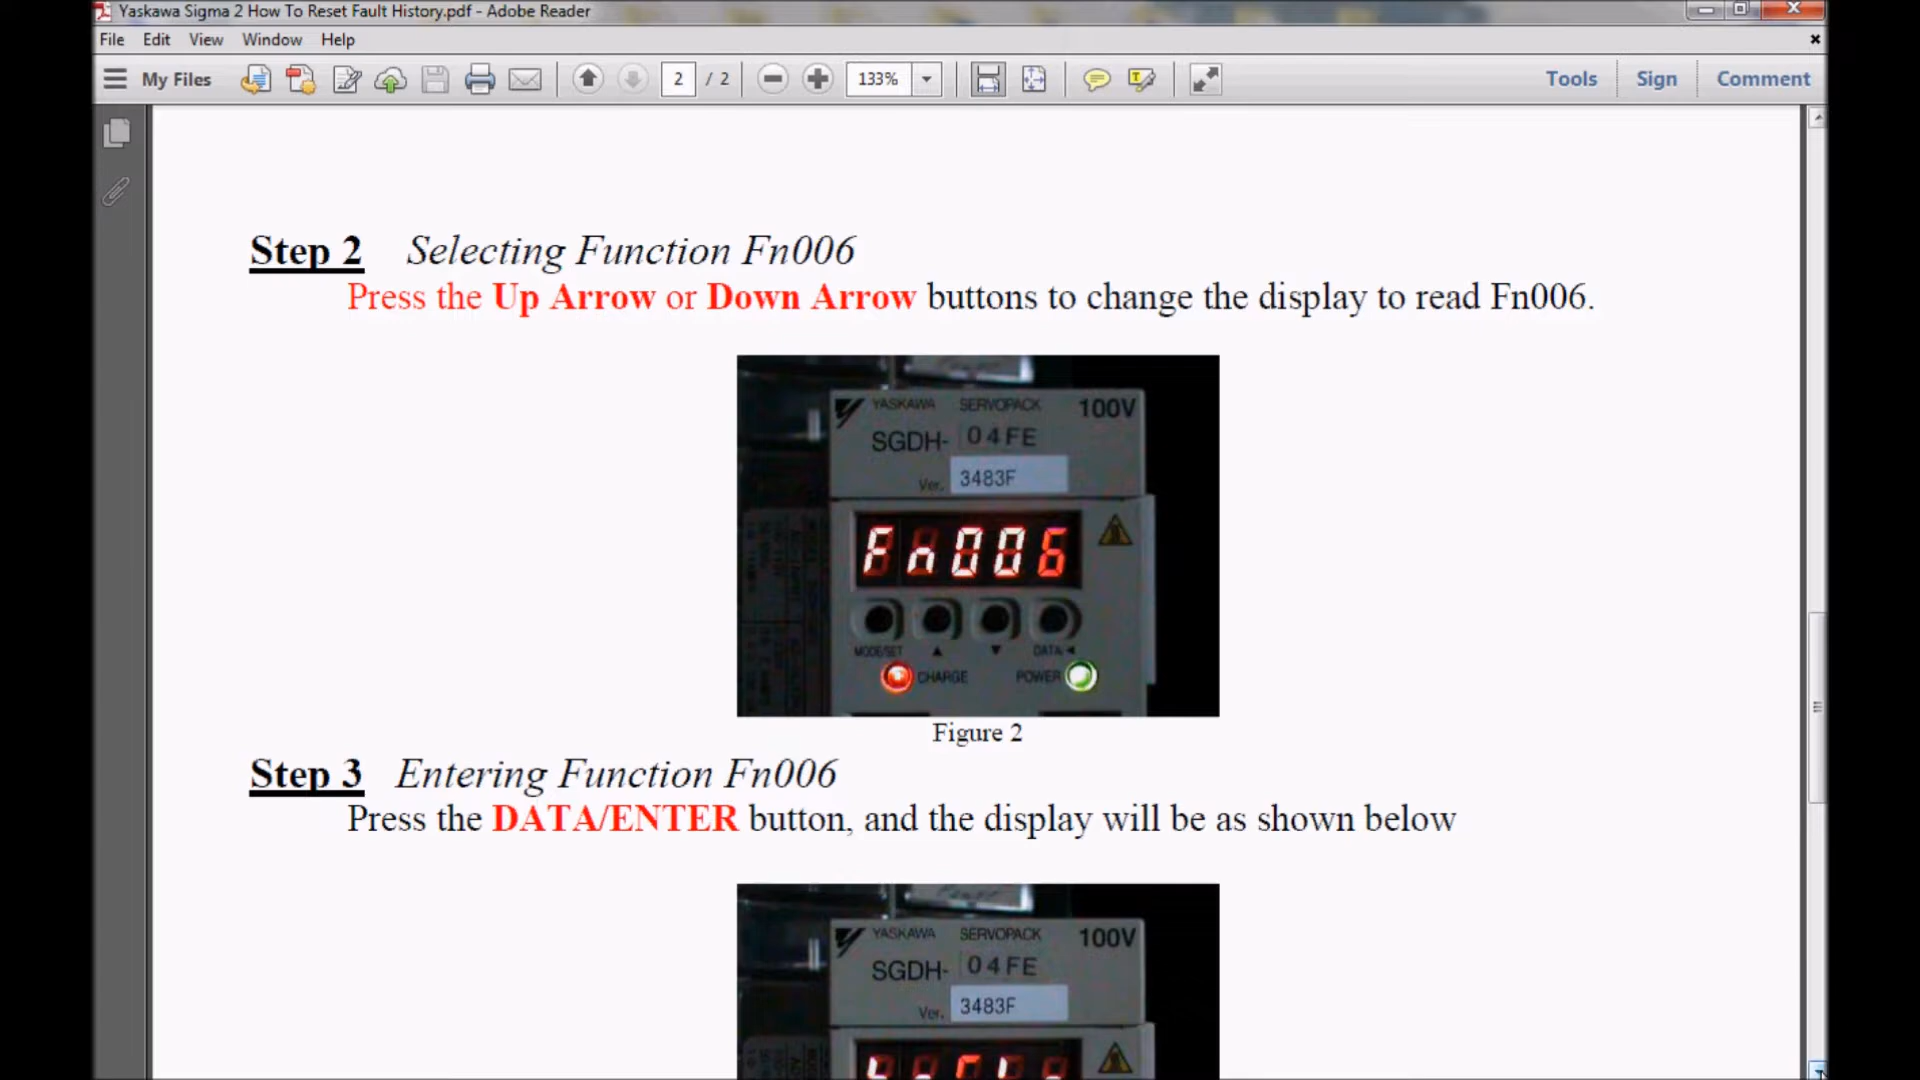 Yaskawa Sigma 2 How To Reset Fault History.pdf - Adobe Reader
File Edit View Window Help
My Files 2 / 2 133% Tools Sign Comment
Step 2 Selecting Function Fn006
Press the Up Arrow or Down Arrow buttons to change the display to read Fn006.
YASKAWA SERVOPACK 100V
SGDH- 04FE
Ver. 3483F
Fn006
MODE/SET ▲ ▼ DATA/◄
CHARGE POWER
Figure 2
Step 3 Entering Function Fn006
Press the DATA/ENTER button, and the display will be as shown below
YASKAWA SERVOPACK 100V
SGDH- 04FE
Ver. 3483F